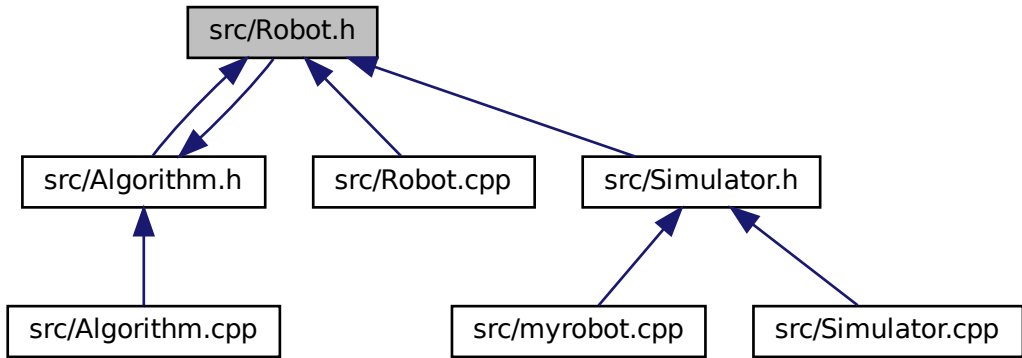 src/Robot.h
src/Algorithm.h
src/Robot.cpp
src/Simulator.h
src/Algorithm.cpp
src/myrobot.cpp
src/Simulator.cpp